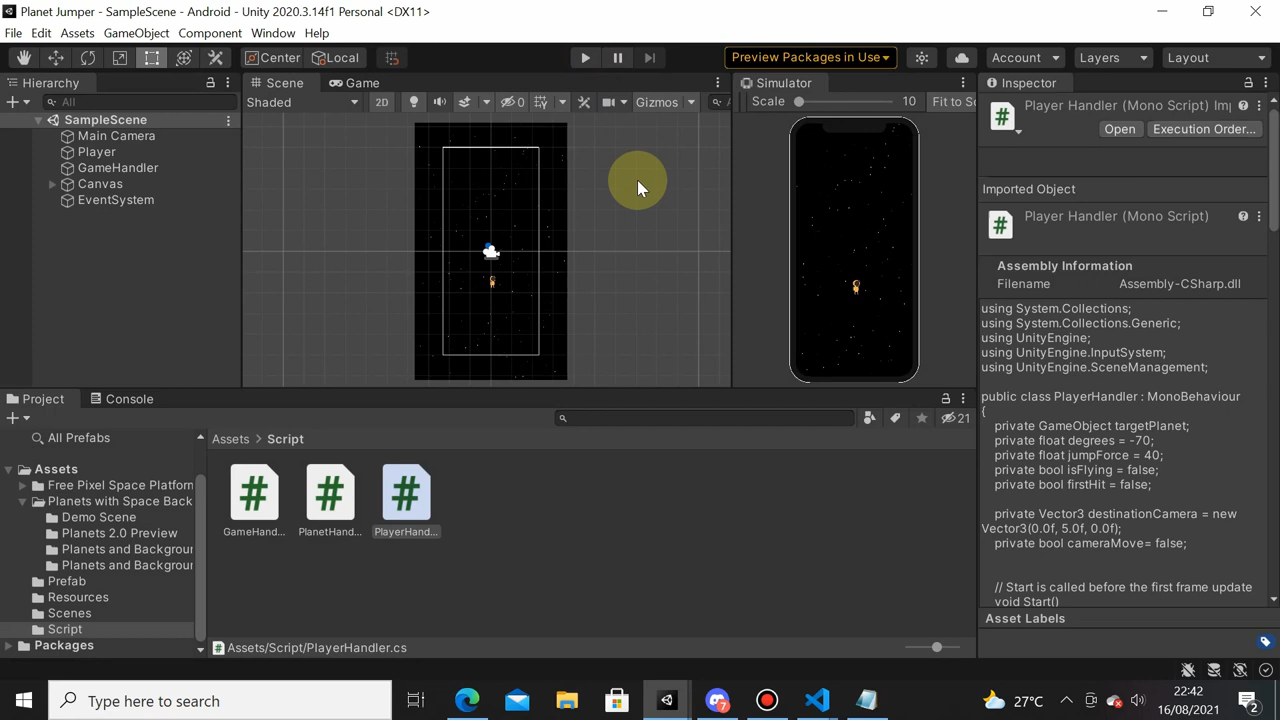 Planet Jumper - SampleScene - Android - Unity 2020.3.14f1 Personal <DX11>
File Edit Assets GameObject Component Window Help
Center Local Preview Packages in Use Account Layers Layout
Hierarchy Scene Game Simulator Inspector
All Shaded 2D 0 Gizmos Scale 10 Fit to Sc
Player Handler (Mono Script) Imp
Open Execution Order...
SampleScene
Main Camera
Player
GameHandler
Canvas
EventSystem
Imported Object
Player Handler (Mono Script)
Assembly Information
Filename Assembly-CSharp.dll
using System.Collections;
using System.Collections.Generic;
using UnityEngine;
using UnityEngine.InputSystem;
using UnityEngine.SceneManagement;
public class PlayerHandler : MonoBehaviour
{
private GameObject targetPlanet;
private float degrees = -70;
private float jumpForce = 40;
private bool isFlying = false;
private bool firstHit = false;
private Vector3 destinationCamera = new
Vector3(0.0f, 5.0f, 0.0f);
private bool cameraMove= false;
// Start is called before the first frame update
void Start()
Asset Labels
Project Console
21
All Prefabs
Assets
Free Pixel Space Platform
Planets with Space Back
Demo Scene
Planets 2.0 Preview
Planets and Backgroun
Planets and Backgroun
Prefab
Resources
Scenes
Script
Packages
Assets > Script
GameHand... PlanetHand... PlayerHand...
Assets/Script/PlayerHandler.cs
Type here to search
7
27°C
22:42
16/08/2021
2